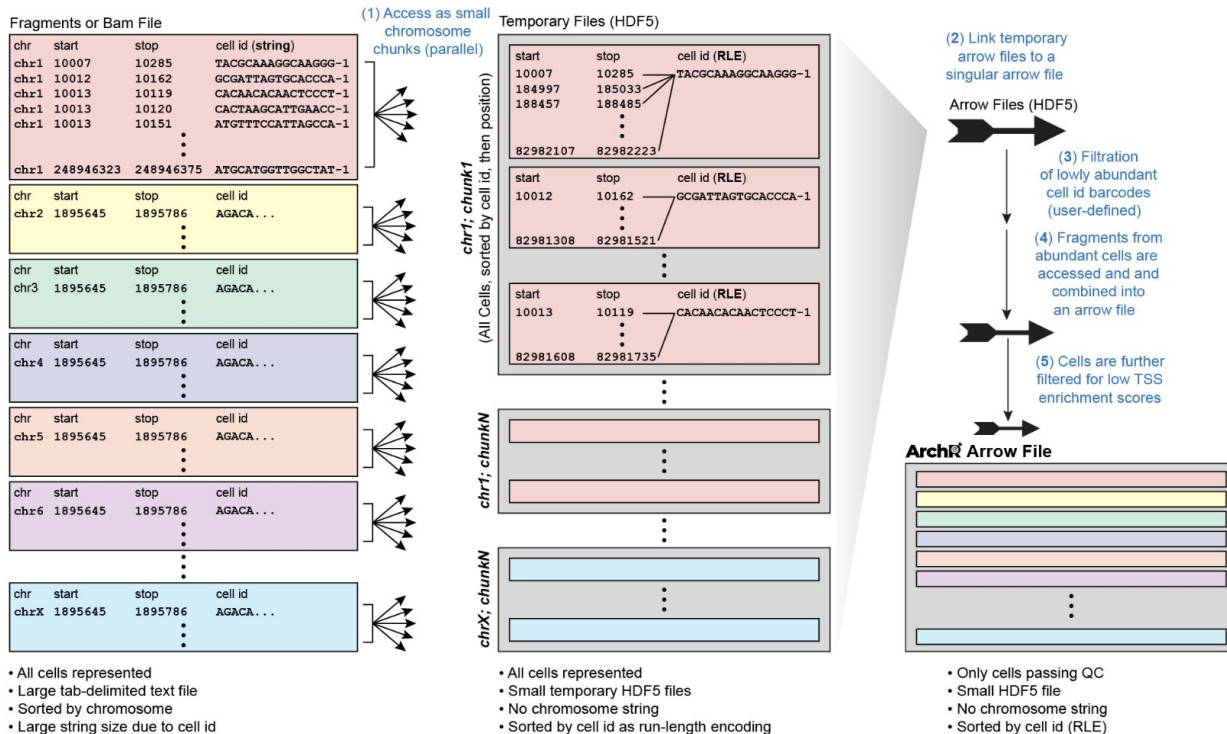 Fragments or Bam File
chr start stop cell id (string)
chr1 10007 10285 TACGCAAAGGCAAGGG-1
chr1 10012 10162 GCGATTAGTGCACCCA-1
chr1 10013 10119 CACAACACAACTCCCT-1
chr1 10013 10120 CACTAAGCATTGAACC-1
chr1 10013 10151 ATGTTTCCATTAGCCA-1
chr1 248946323 248946375 ATGCATGGTTGGCTAT-1
chr start stop cell id
chr2 1895645 1895786 AGACA...
chr start stop cell id
chr3 1895645 1895786 AGACA...
chr start stop cell id
chr4 1895645 1895786 AGACA...
chr start stop cell id
chr5 1895645 1895786 AGACA...
chr start stop cell id
chr6 1895645 1895786 AGACA...
chr start stop cell id
chrX 1895645 1895786 AGACA...
• All cells represented
• Large tab-delimited text file
• Sorted by chromosome
• Large string size due to cell id
(1) Access as small
chromosome
chunks (parallel)
Temporary Files (HDF5)
chr1; chunk1
(All Cells, sorted by cell id, then position)
start stop cell id (RLE)
10007 10285 TACGCAAAGGCAAGGG-1
184997 185033
188457 188485
82982107 82982223
start stop cell id (RLE)
10012 10162 GCGATTAGTGCACCCA-1
82981308 82981521
start stop cell id (RLE)
10013 10119 CACAACACAACTCCCT-1
82981608 82981735
chr1; chunkN
chrX; chunkN
• All cells represented
• Small temporary HDF5 files
• No chromosome string
• Sorted by cell id as run-length encoding
(2) Link temporary
arrow files to a
singular arrow file
Arrow Files (HDF5)
(3) Filtration
of lowly abundant
cell id barcodes
(user-defined)
(4) Fragments from
abundant cells are
accessed and and
combined into
an arrow file
(5) Cells are further
filtered for low TSS
enrichment scores
ArchR Arrow File
• Only cells passing QC
• Small HDF5 file
• No chromosome string
• Sorted by cell id (RLE)